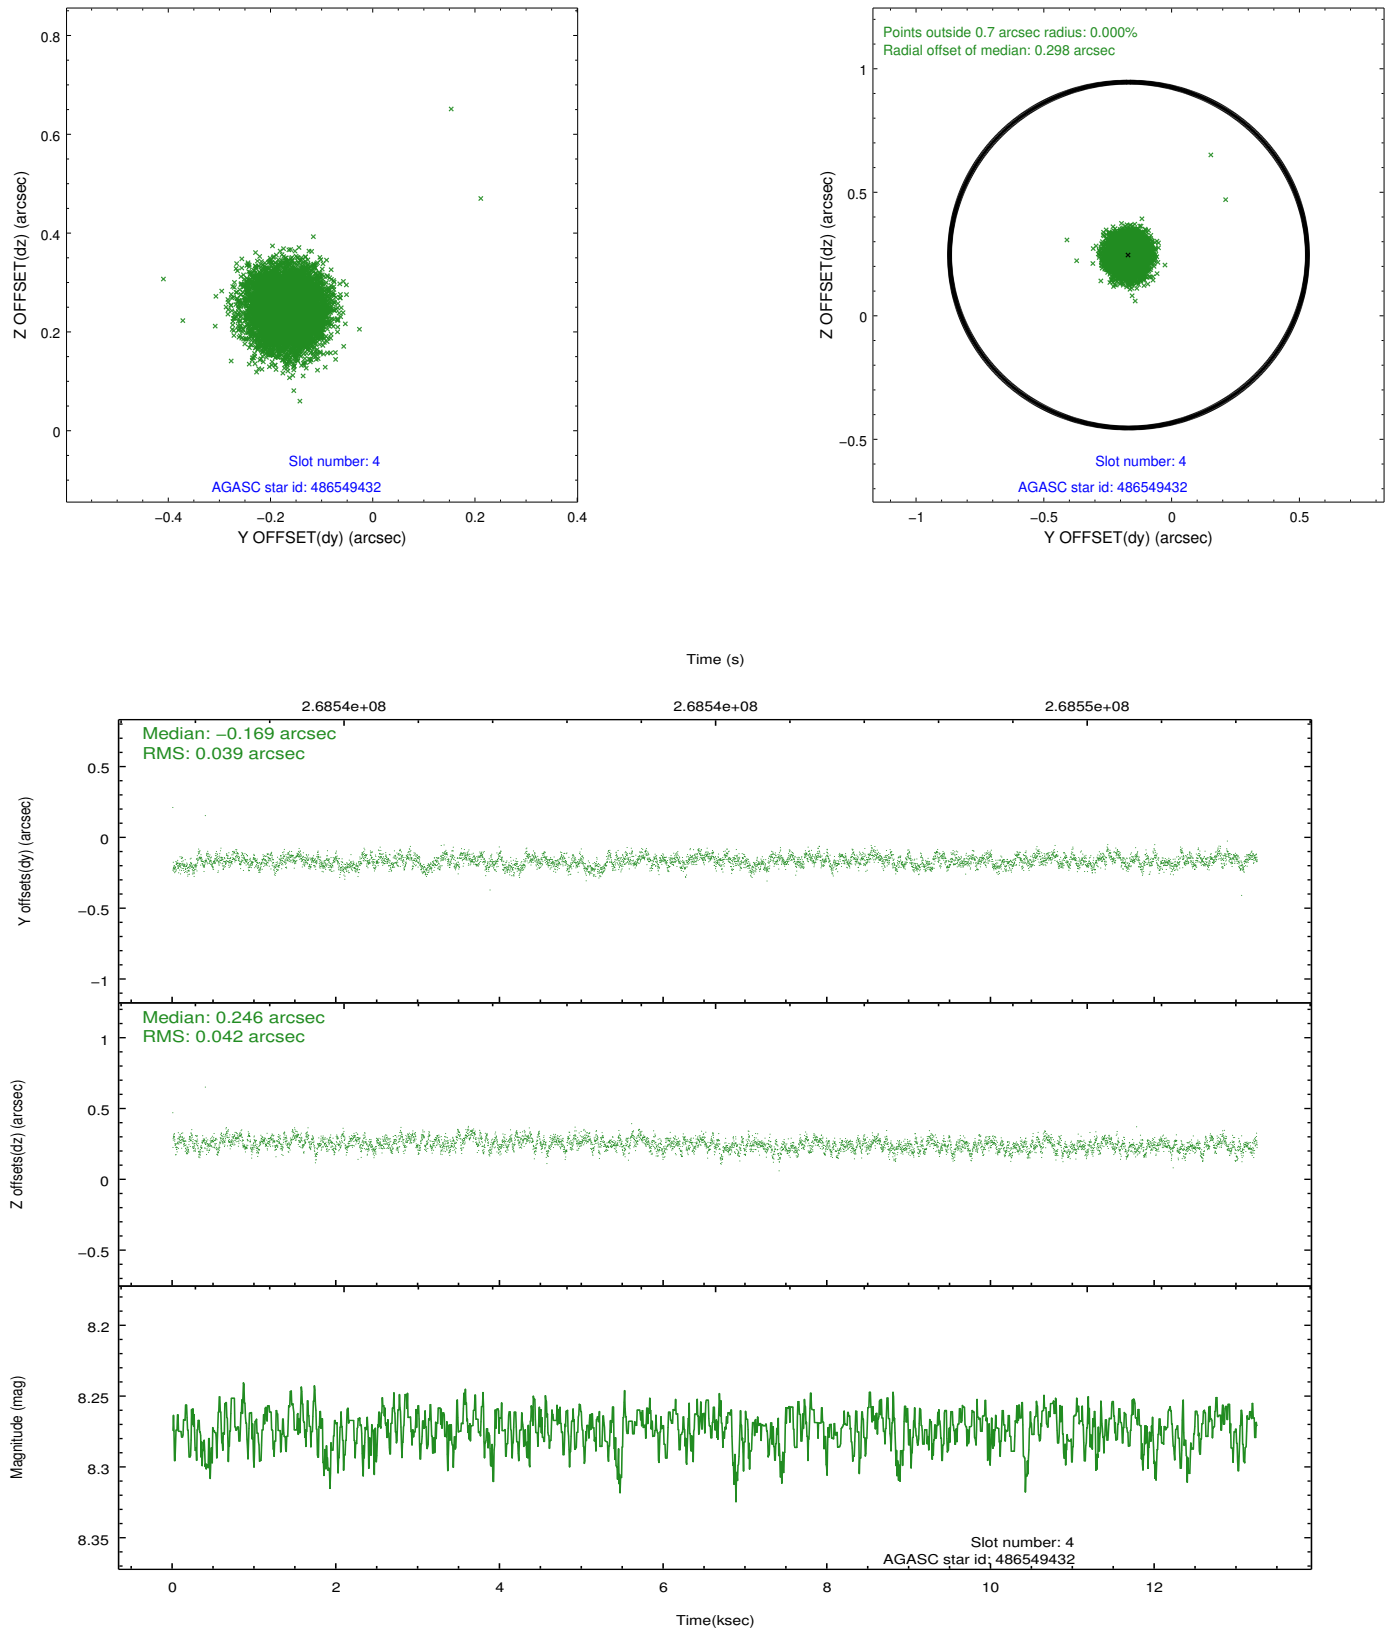 0.8
0.6
0.4
0.2
0
Z OFFSET(dz) (arcsec)
Slot number: 4
AGASC star id: 486549432
−0.4 −0.2 0 0.2 0.4
Y OFFSET(dy) (arcsec)
Points outside 0.7 arcsec radius: 0.000%
Radial offset of median: 0.298 arcsec
1
0.5
0
−0.5
Z OFFSET(dz) (arcsec)
Slot number: 4
AGASC star id: 486549432
−1 −0.5 0 0.5
Y OFFSET(dy) (arcsec)
Time (s)
2.6854e+08 2.6854e+08 2.6855e+08
Median: −0.169 arcsec
RMS: 0.039 arcsec
0.5
0
−0.5
−1
Y offsets(dy) (arcsec)
Median: 0.246 arcsec
RMS: 0.042 arcsec
1
0.5
0
−0.5
Z offsets(dz) (arcsec)
8.2
8.25
8.3
8.35
Magnitude (mag)
Slot number: 4
AGASC star id: 486549432
0 2 4 6 8 10 12
Time(ksec)